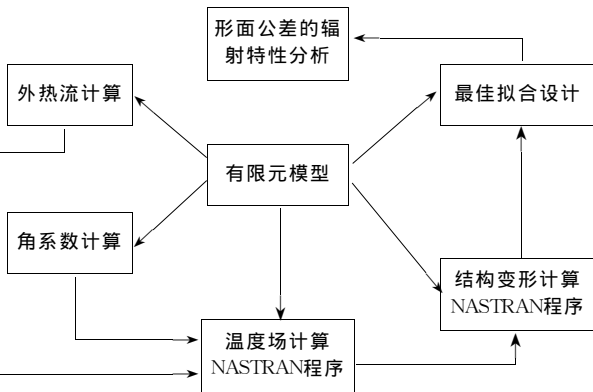 形面公差的辐
射特性分析
外热流计算
最佳拟合设计
有限元模型
角系数计算
结构变形计算
NASTRAN程序
温度场计算
NASTRAN程序